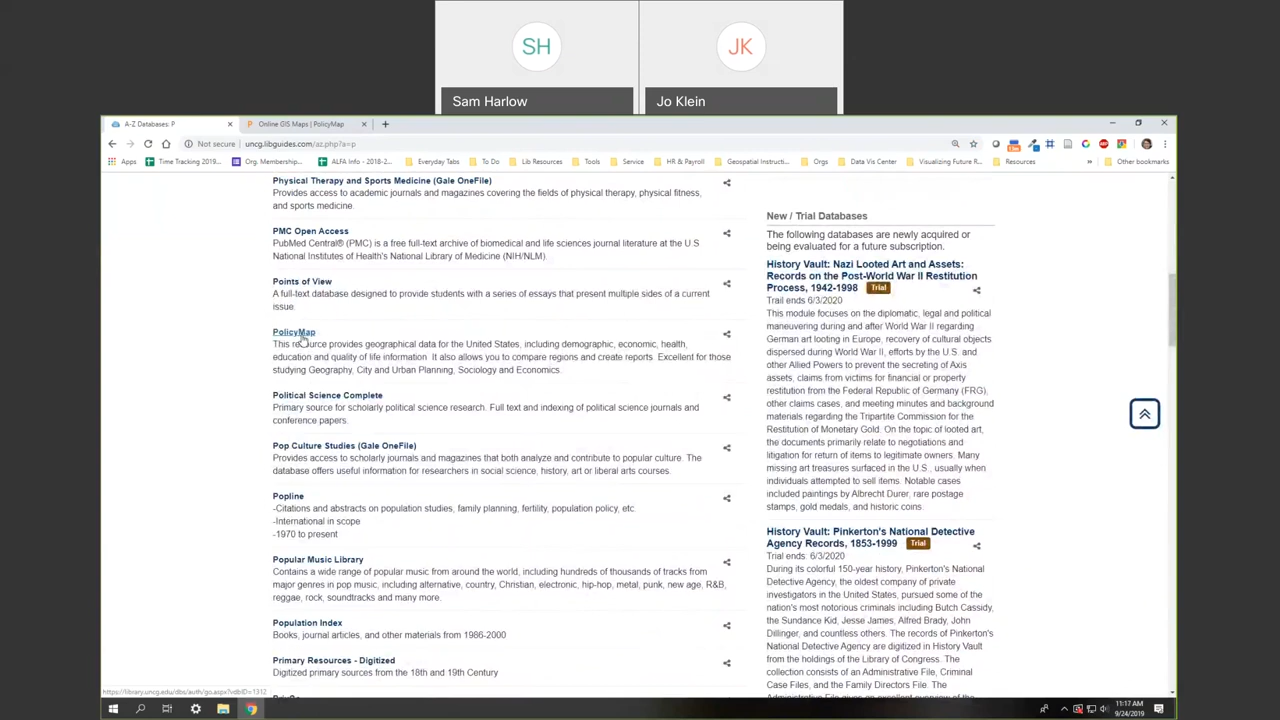 SH
JK
Sam Harlow
Jo Klein
A-Z Databases: P
Online GIS Maps | PolicyMap
Not secure
uncg.libguides.com/az.php?a=p
Apps
Time Tracking 2019...
Org. Membership...
ALFA Info - 2018-2...
Everyday Tabs
To Do
Lib Resources
Tools
Service
HR & Payroll
Geospatial Instructi...
Orgs
Data Vis Center
Visualizing Future R...
Resources
»
Other bookmarks
Physical Therapy and Sports Medicine (Gale OneFile)
Provides access to academic journals and magazines covering the fields of physical therapy, physical fitness,
and sports medicine.
PMC Open Access
PubMed Central® (PMC) is a free full-text archive of biomedical and life sciences journal literature at the U.S
National Institutes of Health's National Library of Medicine (NIH/NLM).
Points of View
A full-text database designed to provide students with a series of essays that present multiple sides of a current
issue.
PolicyMap
This resource provides geographical data for the United States, including demographic, economic, health,
education and quality of life information. It also allows you to compare regions and create reports. Excellent for those
studying Geography, City and Urban Planning, Sociology and Economics.
Political Science Complete
Primary source for scholarly political science research. Full text and indexing of political science journals and
conference papers.
Pop Culture Studies (Gale OneFile)
Provides access to scholarly journals and magazines that both analyze and contribute to popular culture. The
database offers useful information for researchers in social science, history, art or liberal arts courses.
Popline
-Citations and abstracts on population studies, family planning, fertility, population policy, etc.
-International in scope
-1970 to present
Popular Music Library
Contains a wide range of popular music from around the world, including hundreds of thousands of tracks from
major genres in pop music, including alternative, country, Christian, electronic, hip-hop, metal, punk, new age, R&B,
reggae, rock, soundtracks and many more.
Population Index
Books, journal articles, and other materials from 1986-2000
Primary Resources - Digitized
Digitized primary sources from the 18th and 19th Century
New / Trial Databases
The following databases are newly acquired or
being evaluated for a future subscription.
History Vault: Nazi Looted Art and Assets:
Records on the Post-World War II Restitution
Process, 1942-1998 Trial
Trail ends 6/3/2020
This module focuses on the diplomatic, legal and political
maneuvering during and after World War II regarding
German art looting in Europe, recovery of cultural objects
dispersed during World War II, efforts by the U.S. and
other Allied Powers to prevent the secreting of Axis
assets, claims from victims for financial or property
restitution from the Federal Republic of Germany (FRG),
other claims cases, and meeting minutes and background
materials regarding the Tripartite Commission for the
Restitution of Monetary Gold. On the topic of looted art,
the documents primarily relate to negotiations and
litigation for return of items to legitimate owners. Many
missing art treasures surfaced in the U.S., usually when
individuals attempted to sell items. Notable cases
included paintings by Albrecht Durer, rare postage
stamps, gold medals, and historic coins.
History Vault: Pinkerton's National Detective
Agency Records, 1853-1999 Trial
Trial ends: 6/3/2020
During its colorful 150-year history, Pinkerton's National
Detective Agency, the oldest company of private
investigators in the United States, pursued some of the
nation's most notorious criminals including Butch Cassidy,
the Sundance Kid, Jesse James, Alfred Brady, John
Dillinger, and countless others. The records of Pinkerton's
National Detective Agency are digitized in History Vault
from the holdings of the Library of Congress. The
collection consists of an Administrative File, Criminal
Case Files, and the Family Directors File. The
https://library.uncg.edu/dbs/auth/go.aspx?vdbID=1312
11:17 AM
9/24/2019